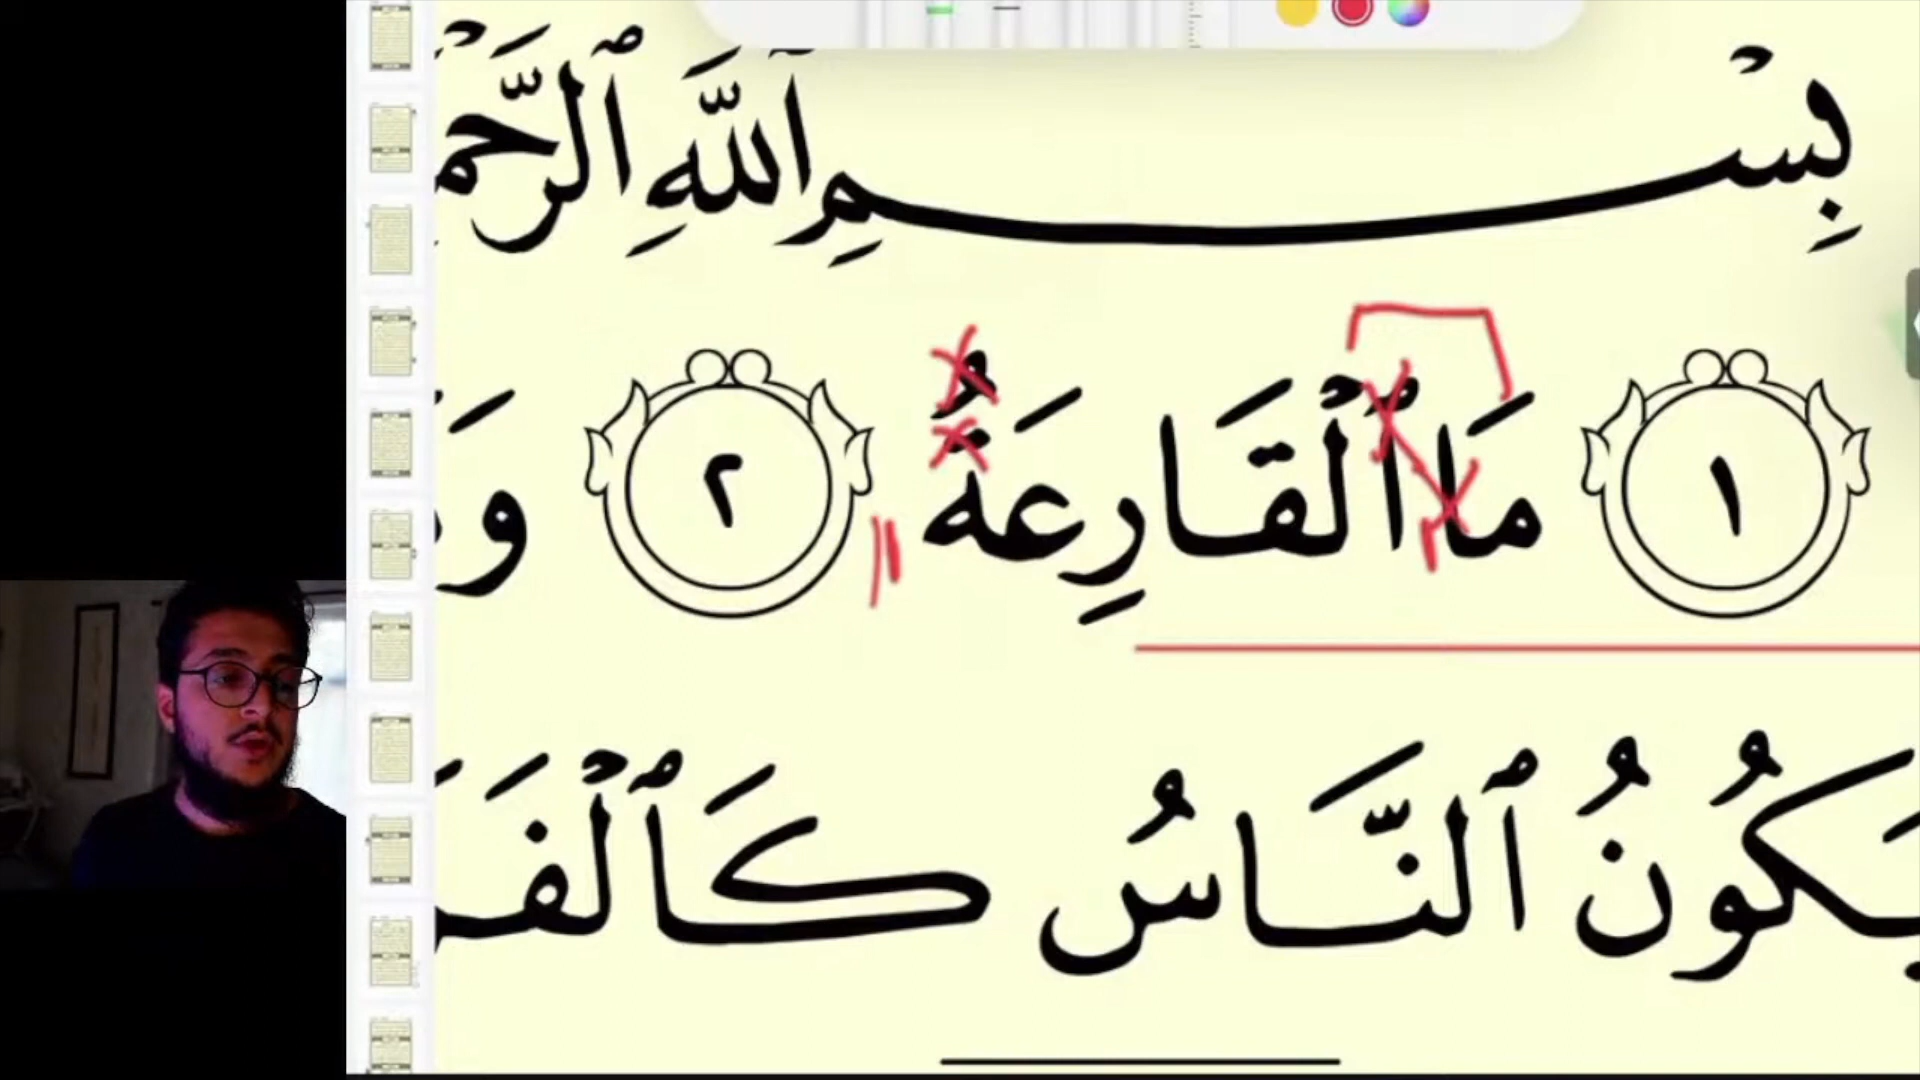 بِسْمِ ٱللَّهِ ٱلرَّحْمَ
١ مَا ٱلْقَارِعَةُ ٢ وَ
يَكُونُ ٱلنَّاسُ كَٱلْفَرَ